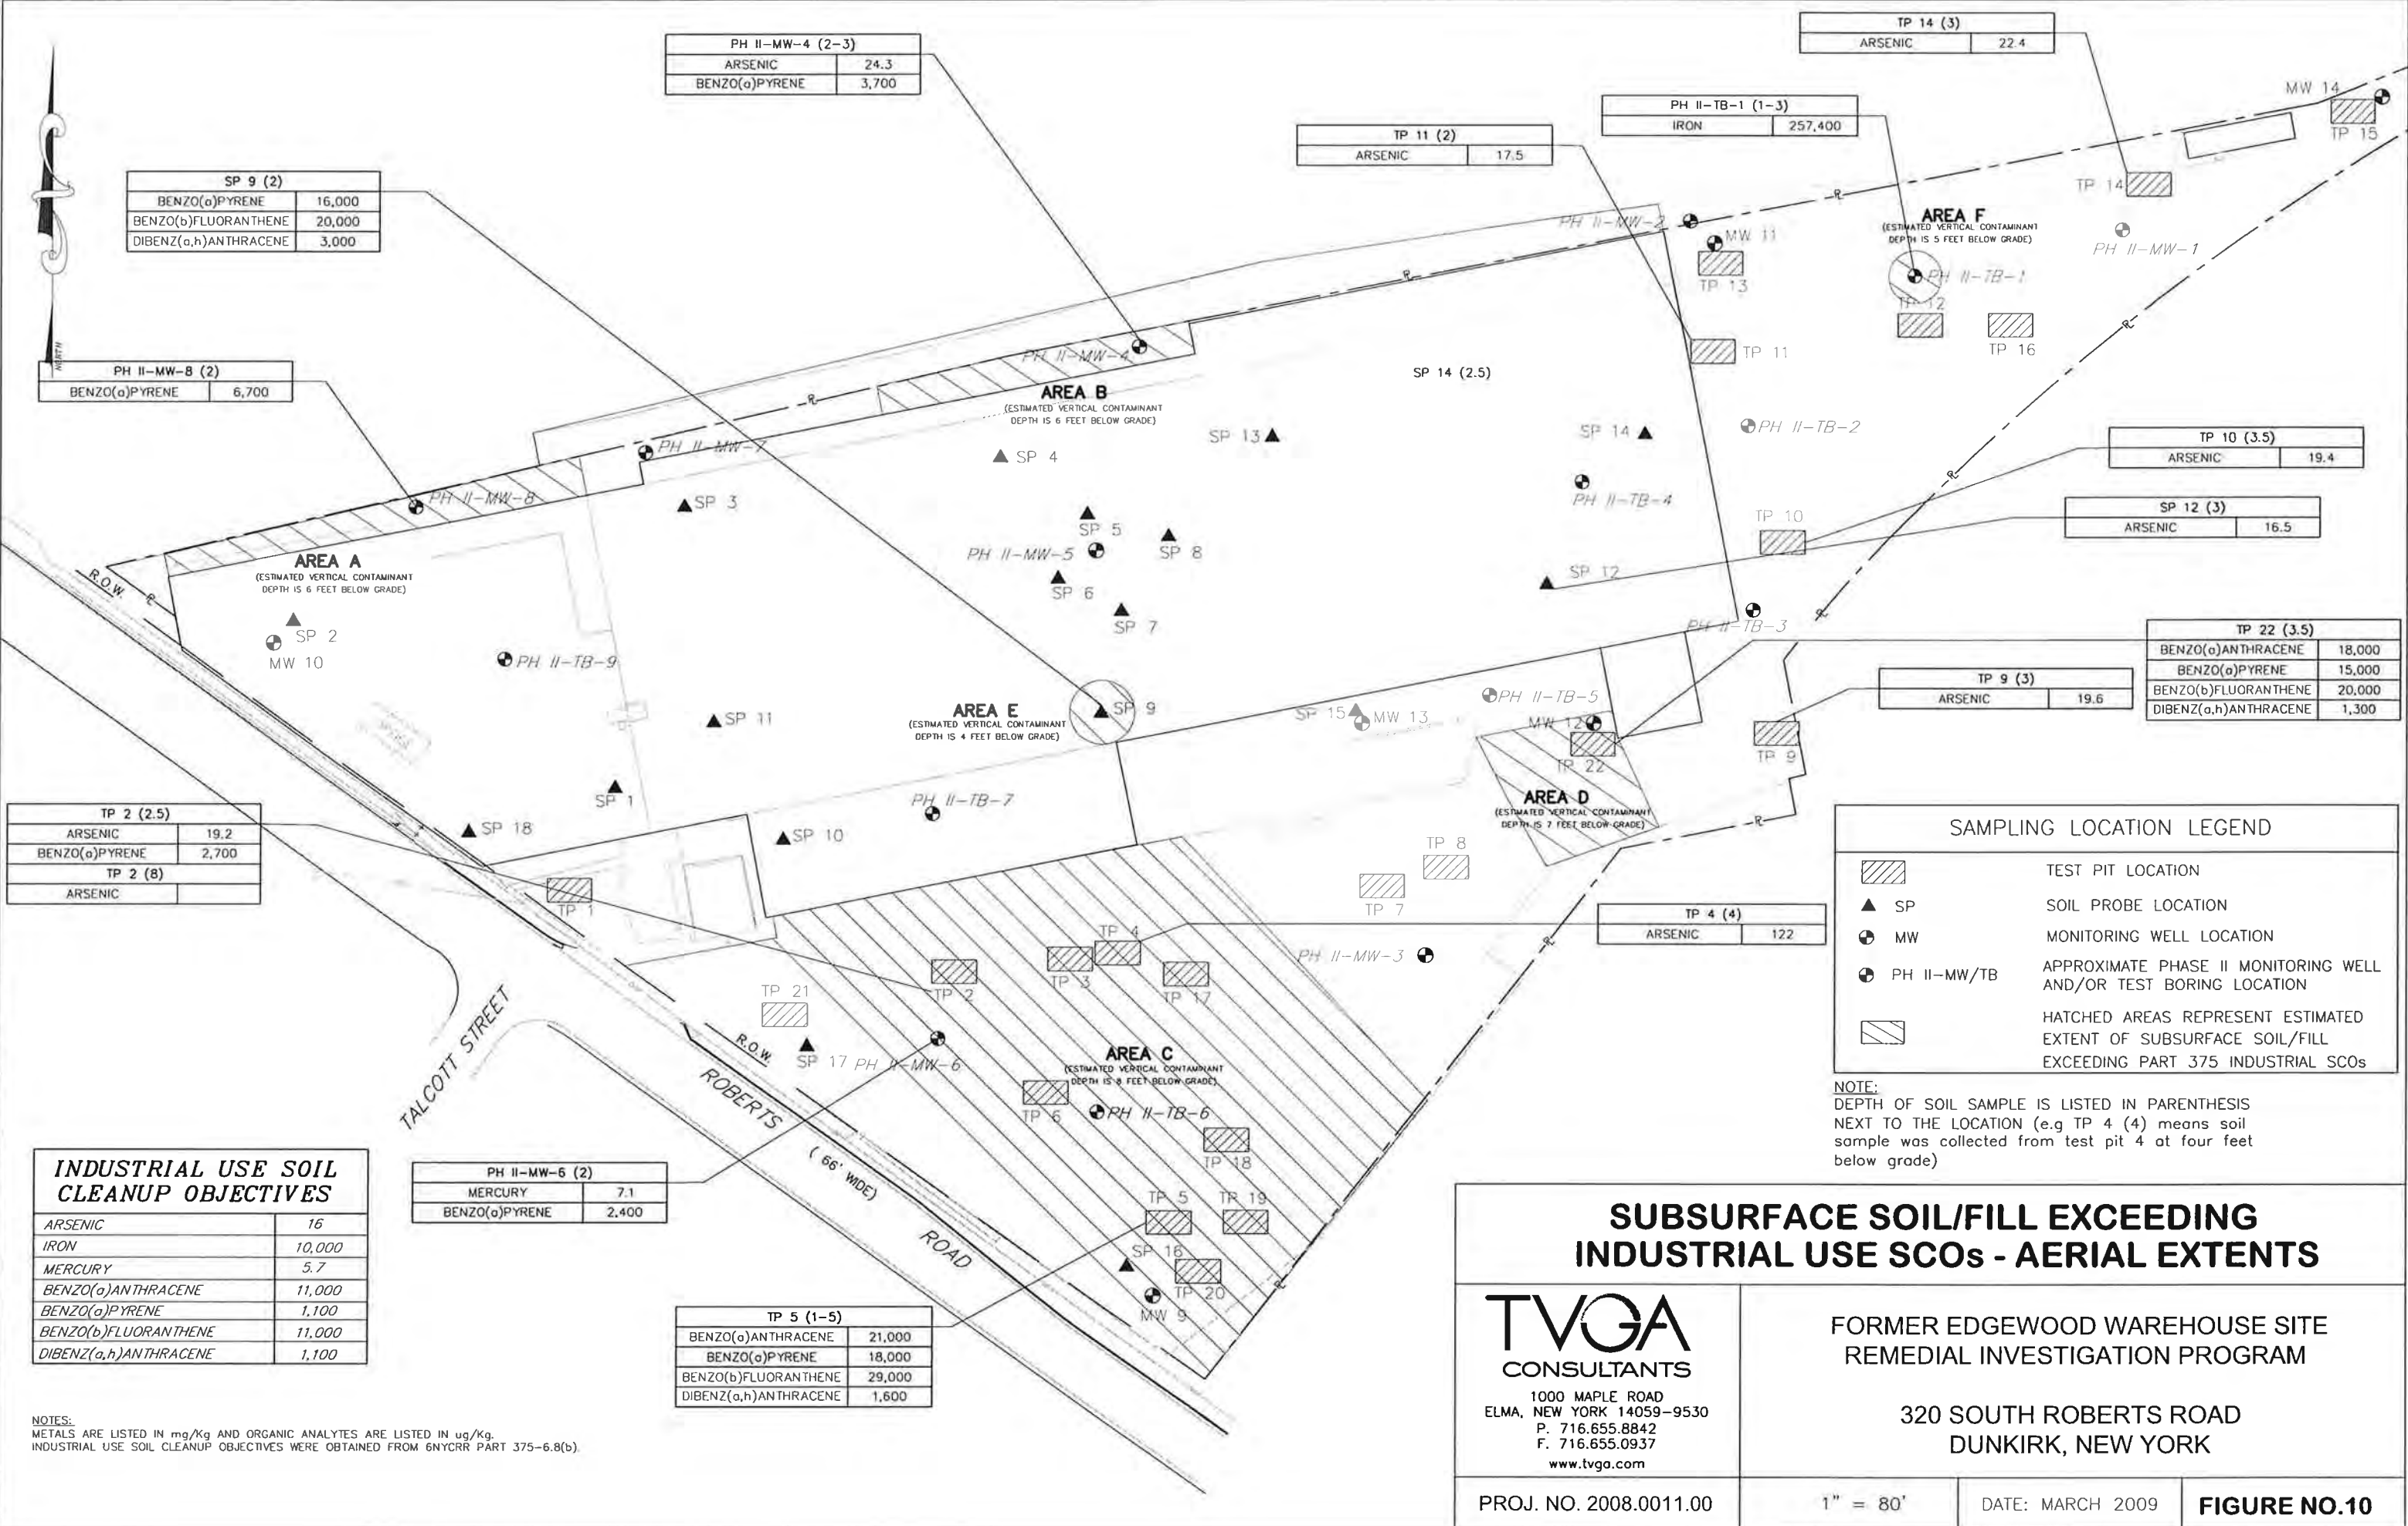 PH II-MW-4 (2-3)
ARSENIC 24.3
BENZO(a)PYRENE 3,700
TP 14 (3)
ARSENIC 22.4
PH II-TB-1 (1-3)
IRON 257,400
TP 11 (2)
ARSENIC 17.5
SP 9 (2)
BENZO(a)PYRENE 16,000
BENZO(b)FLUORANTHENE 20,000
DIBENZ(a,h)ANTHRACENE 3,000
NORTH
PH II-MW-8 (2)
BENZO(a)PYRENE 6,700
MW 14
TP 15
TP 14
AREA F
(ESTIMATED VERTICAL CONTAMINANT
DEPTH IS 5 FEET BELOW GRADE)
PH II-MW-1
PH II-MW-2
MW 11
TP 13
PH II-TB-1
TP 12
TP 16
TP 11
PH II-MW-4
SP 14 (2.5)
AREA B
(ESTIMATED VERTICAL CONTAMINANT
DEPTH IS 6 FEET BELOW GRADE)
SP 13
SP 14
PH II-TB-2
SP 4
PH II-MW-7
PH II-MW-8
SP 3
PH II-TB-4
TP 10 (3.5)
ARSENIC 19.4
SP 12 (3)
ARSENIC 16.5
TP 10
SP 5
PH II-MW-5
SP 8
SP 6
SP 7
SP 12
AREA A
(ESTIMATED VERTICAL CONTAMINANT
DEPTH IS 6 FEET BELOW GRADE)
R.O.W.
SP 2
MW 10
PH II-TB-9
PH II-TB-3
TP 22 (3.5)
BENZO(a)ANTHRACENE 18,000
BENZO(a)PYRENE 15,000
BENZO(b)FLUORANTHENE 20,000
DIBENZ(a,h)ANTHRACENE 1,300
TP 9 (3)
ARSENIC 19.6
SP 11
AREA E
(ESTIMATED VERTICAL CONTAMINANT
DEPTH IS 4 FEET BELOW GRADE)
SP 9
SP 15
MW 13
PH II-TB-5
MW 12
TP 22
TP 9
AREA D
(ESTIMATED VERTICAL CONTAMINANT
DEPTH IS 7 FEET BELOW GRADE)
SP 1
PH II-TB-7
SP 18
SP 10
TP 8
TP 7
TP 2 (2.5)
ARSENIC 19.2
BENZO(a)PYRENE 2,700
TP 2 (8)
ARSENIC
TP 1
TP 4 (4)
ARSENIC 122
TP 4
TP 3
TP 2
TP 17
PH II-MW-3
TP 21
SP 17
PH II-MW-6
R.O.W.
AREA C
(ESTIMATED VERTICAL CONTAMINANT
DEPTH IS 8 FEET BELOW GRADE)
TP 6
PH II-TB-6
TP 18
TP 5
TP 19
SP 16
TP 20
MW 9
TALCOTT STREET
ROBERTS
( 66' WIDE)
ROAD
SAMPLING LOCATION LEGEND
TEST PIT LOCATION
SP SOIL PROBE LOCATION
MW MONITORING WELL LOCATION
PH II-MW/TB APPROXIMATE PHASE II MONITORING WELL
AND/OR TEST BORING LOCATION
HATCHED AREAS REPRESENT ESTIMATED
EXTENT OF SUBSURFACE SOIL/FILL
EXCEEDING PART 375 INDUSTRIAL SCOs
NOTE:
DEPTH OF SOIL SAMPLE IS LISTED IN PARENTHESIS
NEXT TO THE LOCATION (e.g TP 4 (4) means soil
sample was collected from test pit 4 at four feet
below grade)
INDUSTRIAL USE SOIL
CLEANUP OBJECTIVES
ARSENIC 16
IRON 10,000
MERCURY 5.7
BENZO(a)ANTHRACENE 11,000
BENZO(a)PYRENE 1,100
BENZO(b)FLUORANTHENE 11,000
DIBENZ(a,h)ANTHRACENE 1,100
PH II-MW-6 (2)
MERCURY 7.1
BENZO(a)PYRENE 2,400
TP 5 (1-5)
BENZO(a)ANTHRACENE 21,000
BENZO(a)PYRENE 18,000
BENZO(b)FLUORANTHENE 29,000
DIBENZ(a,h)ANTHRACENE 1,600
NOTES:
METALS ARE LISTED IN mg/Kg AND ORGANIC ANALYTES ARE LISTED IN ug/Kg.
INDUSTRIAL USE SOIL CLEANUP OBJECTIVES WERE OBTAINED FROM 6NYCRR PART 375-6.8(b).
SUBSURFACE SOIL/FILL EXCEEDING
INDUSTRIAL USE SCOs - AERIAL EXTENTS
TVGA
CONSULTANTS
1000 MAPLE ROAD
ELMA, NEW YORK 14059-9530
P. 716.655.8842
F. 716.655.0937
www.tvga.com
FORMER EDGEWOOD WAREHOUSE SITE
REMEDIAL INVESTIGATION PROGRAM
320 SOUTH ROBERTS ROAD
DUNKIRK, NEW YORK
PROJ. NO. 2008.0011.00
1" = 80'
DATE: MARCH 2009
FIGURE NO.10